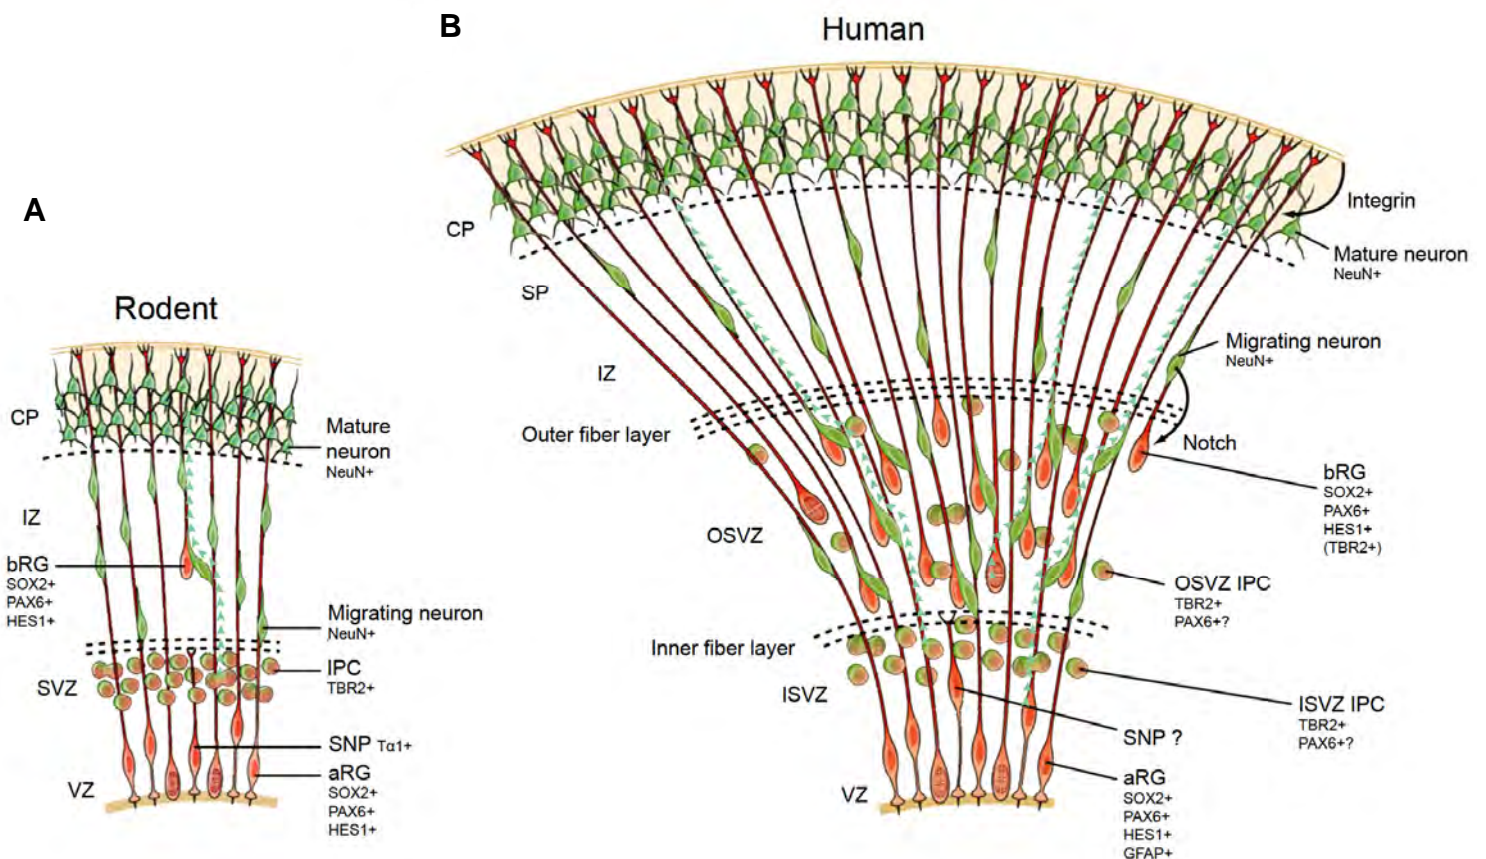 A
Rodent
CP
Mature
neuron
NeuN+
IZ
bRG
SOX2+
PAX6+
HES1+
Migrating neuron
NeuN+
IPC
TBR2+
SVZ
SNP Tα1+
aRG
SOX2+
PAX6+
HES1+
VZ
B
Human
Integrin
CP
Mature neuron
NeuN+
SP
Migrating neuron
NeuN+
IZ
Outer fiber layer
Notch
bRG
SOX2+
PAX6+
HES1+
(TBR2+)
OSVZ
OSVZ IPC
TBR2+
PAX6+?
Inner fiber layer
ISVZ
ISVZ IPC
TBR2+
PAX6+?
SNP ?
VZ
aRG
SOX2+
PAX6+
HES1+
GFAP+